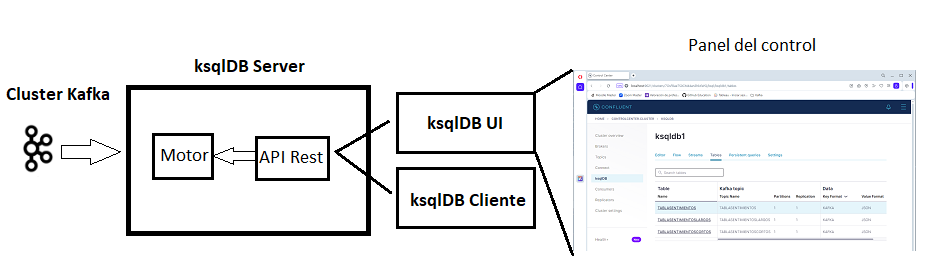 Panel del control
ksqlDB Server
Cluster Kafka
Motor
API Rest
ksqlDB UI
ksqlDB Cliente
Control Center
CONFLUENT
HOME > CONTROLCENTER.CLUSTER > KSQLDB
Cluster overview
Brokers
Topics
Connect
ksqlDB
Consumers
Replicators
Cluster settings
Health+
New
ksqldb1
Editor Flow Streams Tables Persistent queries Settings
Search tables
Table Kafka topic Data
Name Topic Name Partitions Replication Key format Value Format
TABLASENTIMIENTOS TABLASENTIMIENTOS 1 1 KAFKA JSON
TABLASENTIMIENTOSLARGOS TABLASENTIMIENTOSLARGOS 1 1 KAFKA JSON
TABLASENTIMIENTOSCORTOS TABLASENTIMIENTOSCORTOS 1 1 KAFKA JSON